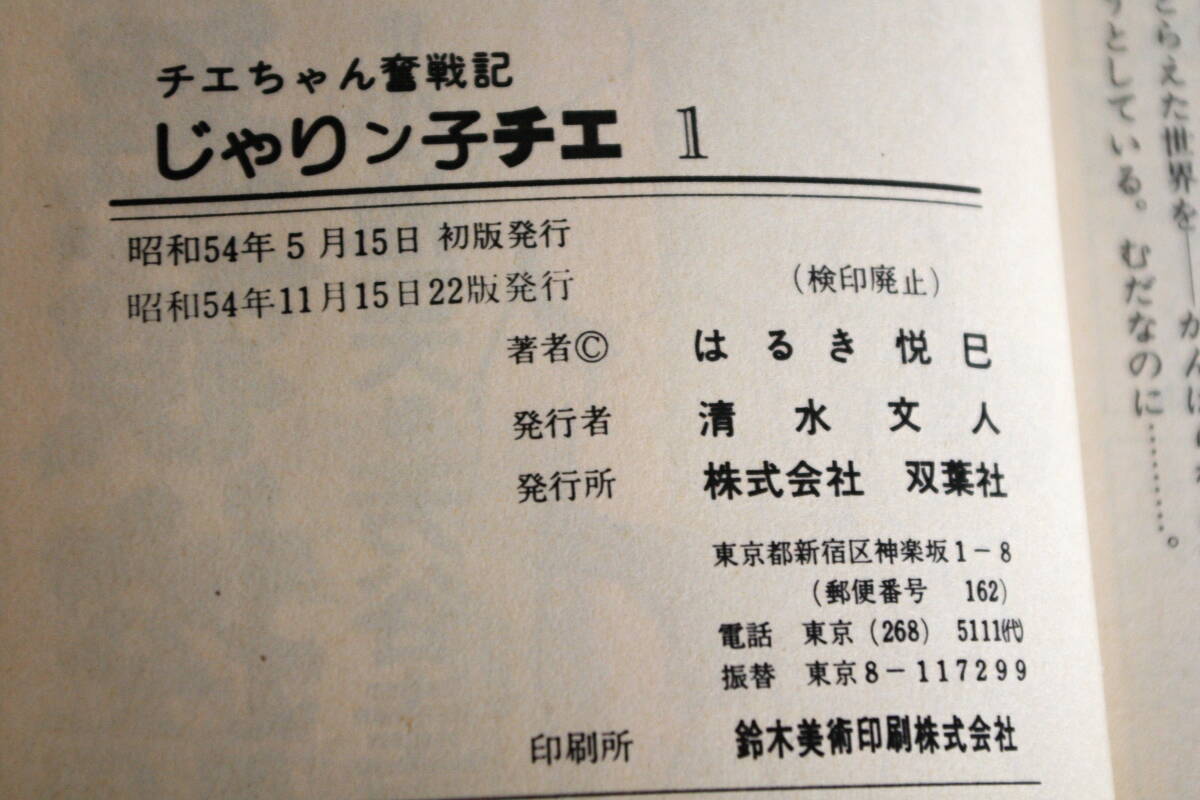 チエちゃん奮戦記
じゃりン子チエ 1
昭和54年5月15日 初版発行
昭和54年11月15日22版発行
(検印廃止)
著者© はるき悦巳
発行者 清水文人
発行所 株式会社 双葉社
東京都新宿区神楽坂1-8
(郵便番号 162)
電話 東京(268) 5111㈹
振替 東京8-117299
印刷所 鈴木美術印刷株式会社
とらえた世界を――かんぱ
うとしている。むだなのに…………。